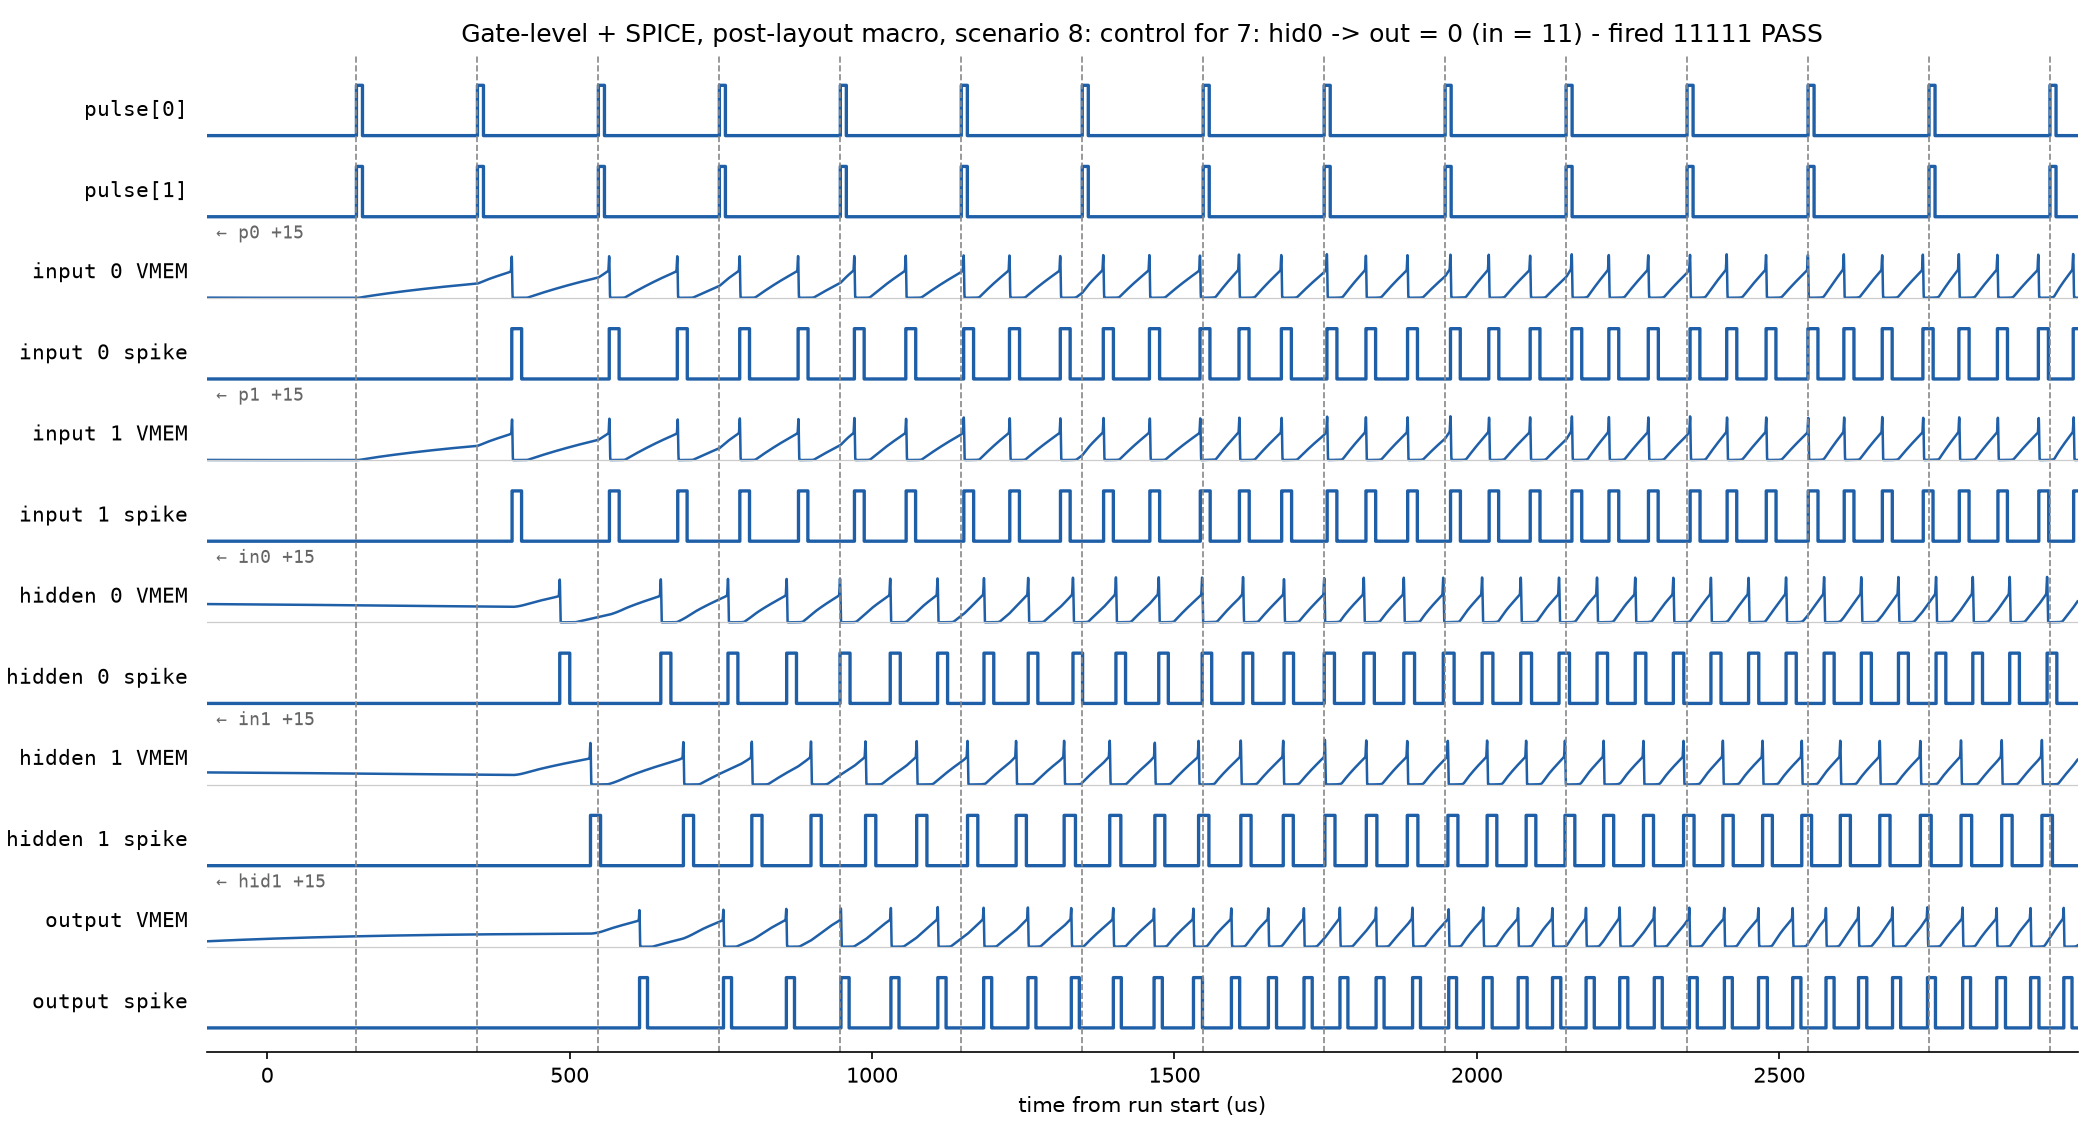 Gate-level + SPICE, post-layout macro, scenario 8: control for 7: hid0 -> out = 0 (in = 11) - fired 11111 PASS
pulse[0]
pulse[1]
← p0 +15
input 0 VMEM
input 0 spike
← p1 +15
input 1 VMEM
input 1 spike
← in0 +15
hidden 0 VMEM
hidden 0 spike
← in1 +15
hidden 1 VMEM
hidden 1 spike
← hid1 +15
output VMEM
output spike
0 500 1000 1500 2000 2500
time from run start (us)